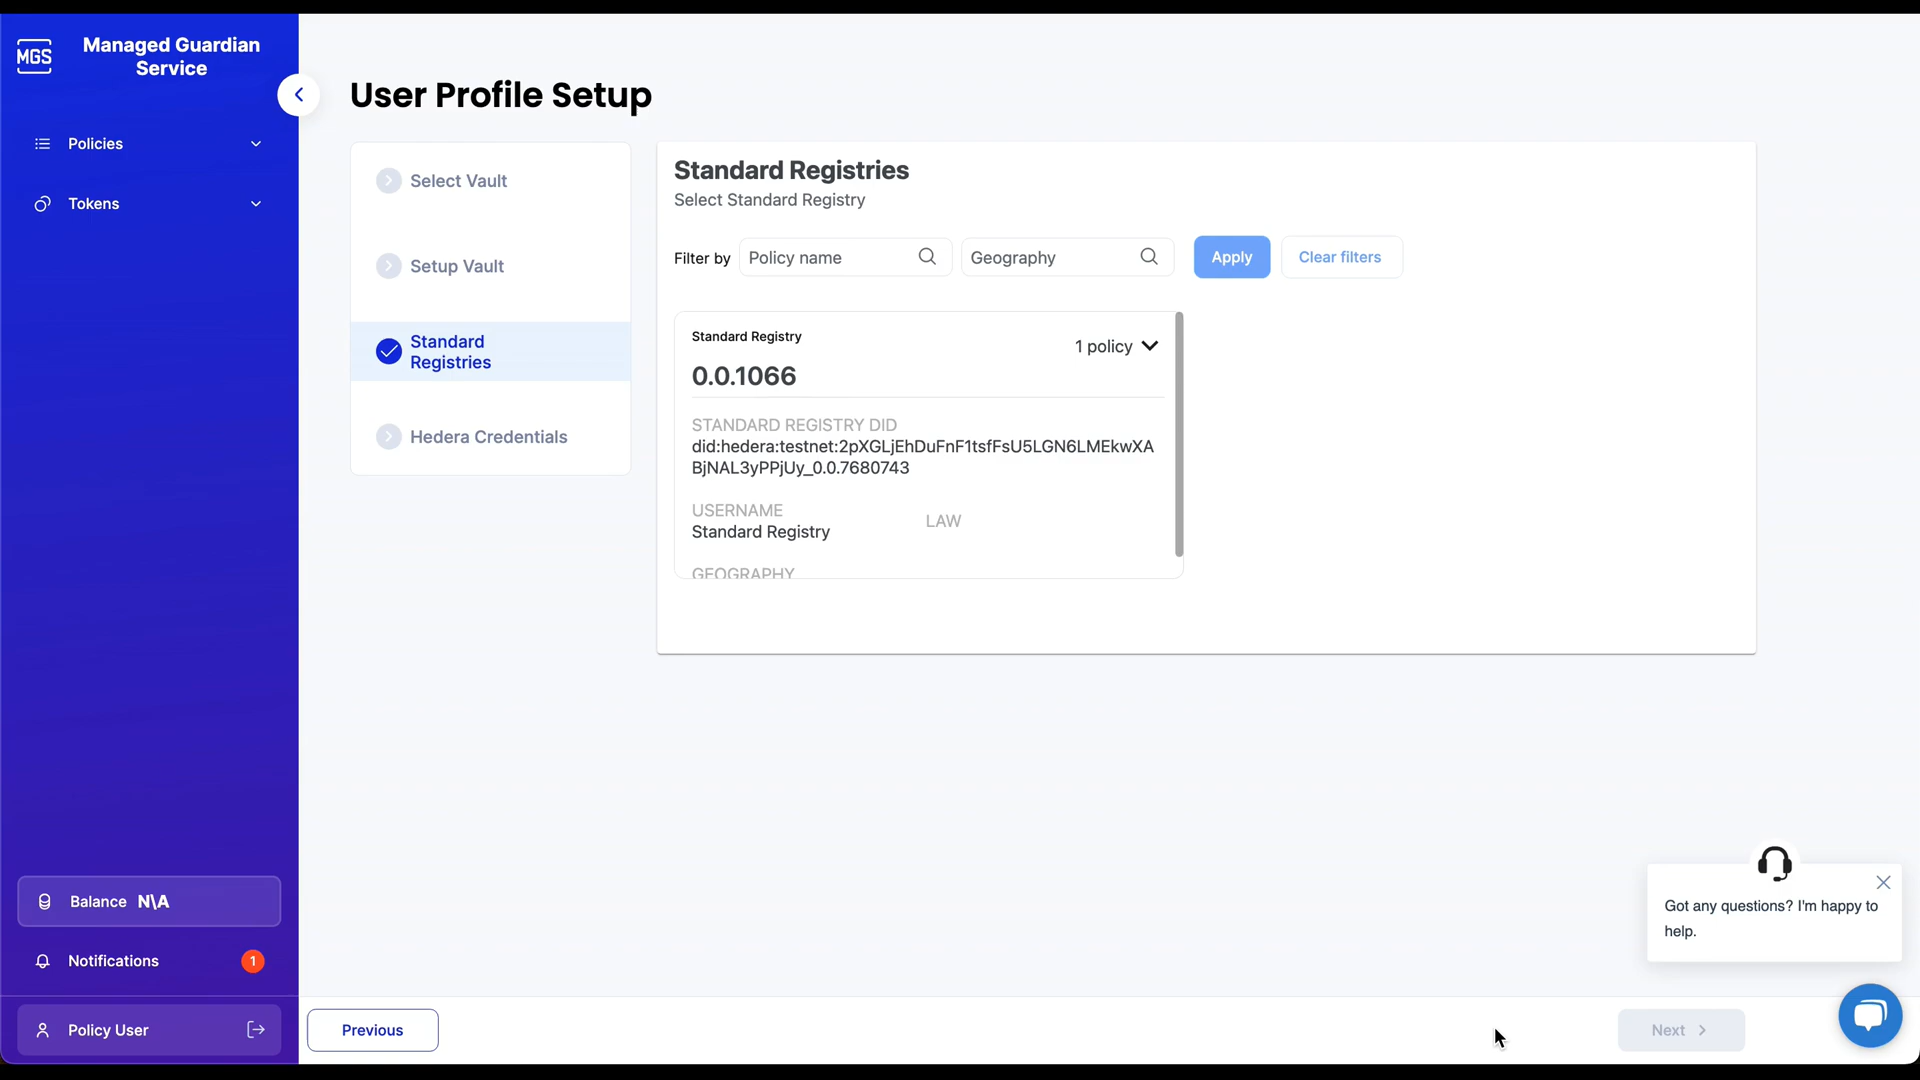 MGS
Managed Guardian
Service
Policies
Tokens
Balance N\A
Notifications
1
Policy User
User Profile Setup
Select Vault
Setup Vault
Standard
Registries
Hedera Credentials
Standard Registries
Select Standard Registry
Filter by Policy name Geography Apply Clear filters
Standard Registry
1 policy
0.0.1066
STANDARD REGISTRY DID
did:hedera:testnet:2pXGLjEhDuFnF1tsfFsU5LGN6LMEkwXA
BjNAL3yPPjUy_0.0.7680743
USERNAME
Standard Registry
LAW
GEOGRAPHY
Got any questions? I'm happy to
help.
Previous
Next